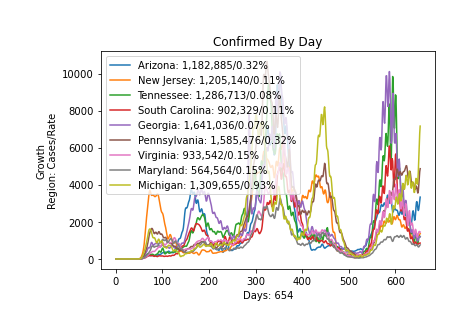 Confirmed By Day
Growth
Region: Cases/Rate
10000
8000
6000
4000
2000
0
Arizona: 1,182,885/0.32%
New Jersey: 1,205,140/0.11%
Tennessee: 1,286,713/0.08%
South Carolina: 902,329/0.11%
Georgia: 1,641,036/0.07%
Pennsylvania: 1,585,476/0.32%
Virginia: 933,542/0.15%
Maryland: 564,564/0.15%
Michigan: 1,309,655/0.93%
0 100 200 300 400 500 600
Days: 654